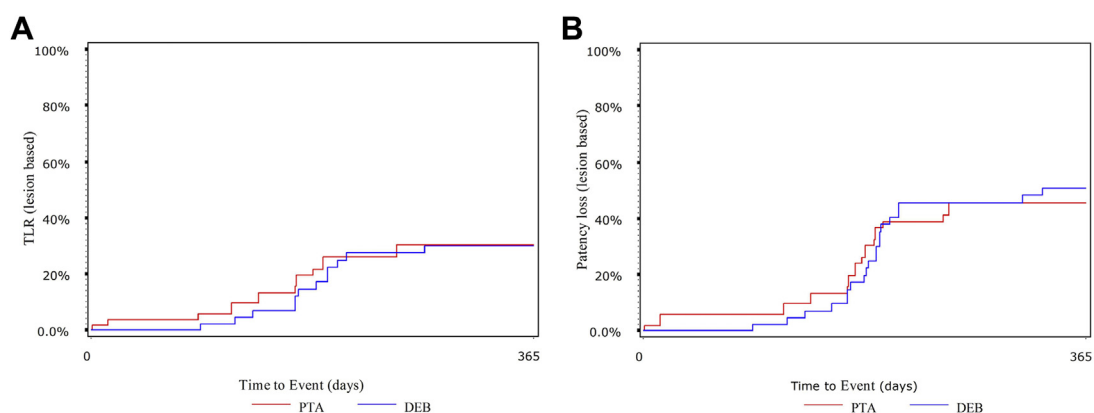 A
100%
80%
60%
40%
20%
0.0%
TLR (lesion based)
0
365
Time to Event (days)
PTA
DEB
B
100%
80%
60%
40%
20%
0.0%
Patency loss (lesion based)
0
365
Time to Event (days)
PTA
DEB